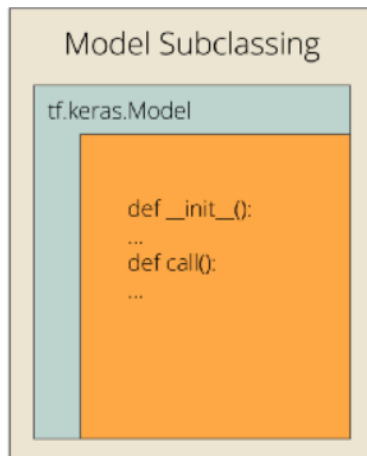 Model Subclassing
tf.keras.Model
def __init__():
...
def call():
...